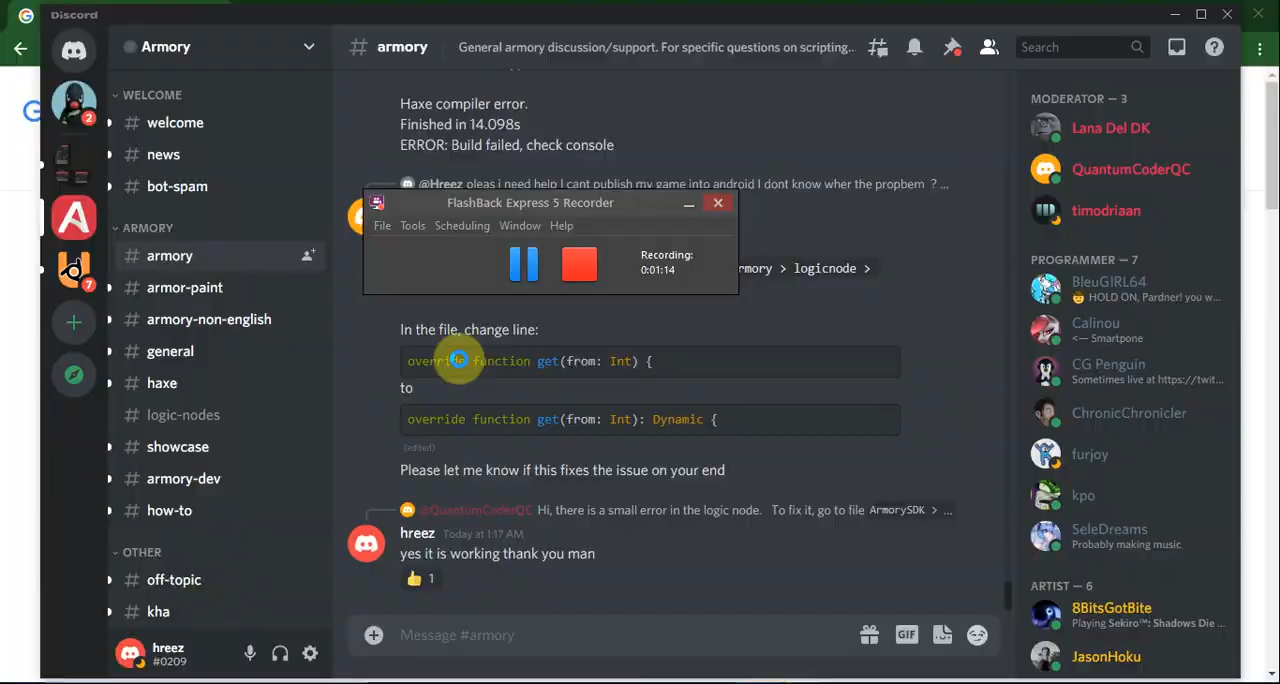 Discord
Armory
WELCOME
# welcome
# news
# bot-spam
ARMORY
# armory
# armor-paint
# armory-non-english
# general
# haxe
# logic-nodes
# showcase
# armory-dev
# how-to
OTHER
# off-topic
# kha
2
7
hreez
#0209
# armory
General armory discussion/support. For specific questions on scripting...
Search
Haxe compiler error.
Finished in 14.098s
ERROR: Build failed, check console
@Hreez pleas i need help I cant publish my game into android I dont know wher the propbem ? ...
FlashBack Express 5 Recorder
File Tools Scheduling Window Help
Recording:
0:01:14
rmory > logicnode >
In the file, change line:
override function get(from: Int) {
to
override function get(from: Int): Dynamic {
(edited)
Please let me know if this fixes the issue on your end
@QuantumCoderQC Hi, there is a small error in the logic node. To fix it, go to file ArmorySDK > ...
hreez Today at 1:17 AM
yes it is working thank you man
1
Message #armory
GIF
MODERATOR — 3
Lana Del DK
QuantumCoderQC
timodriaan
PROGRAMMER — 7
BleuG!RL64
HOLD ON, Pardner! you w...
Calinou
<— Smartpone
CG Penguin
Sometimes live at https://twit...
ChronicChronicler
furjoy
kpo
SeleDreams
Probably making music
ARTIST — 6
8BitsGotBite
Playing Sekiro™: Shadows Die ...
JasonHoku